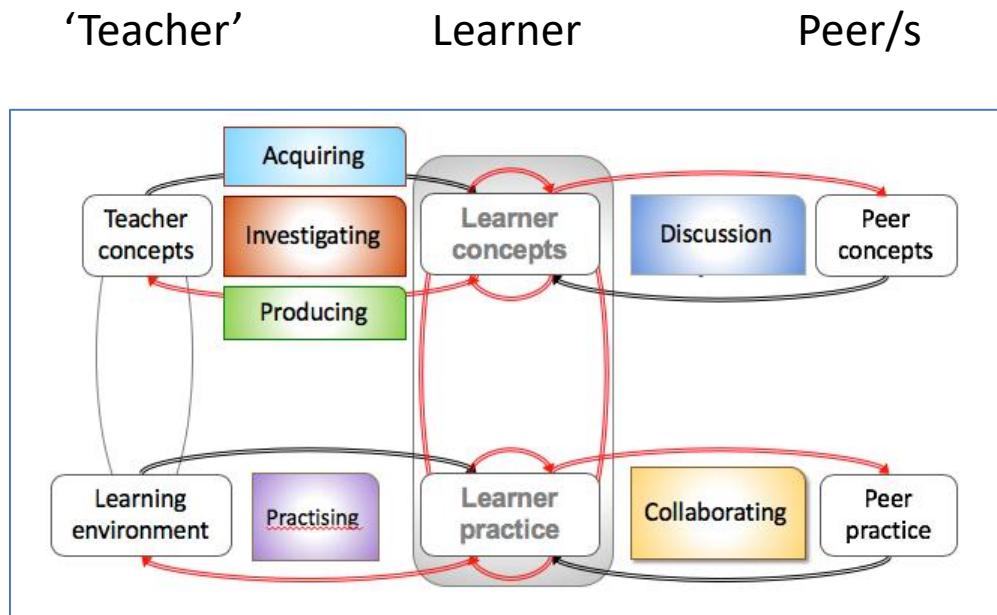 ‘Teacher’ Learner Peer/s
Acquiring
Teacher
concepts
Investigating
Learner
concepts
Discussion
Peer
concepts
Producing
Learning
environment
Practising
Learner
practice
Collaborating
Peer
practice